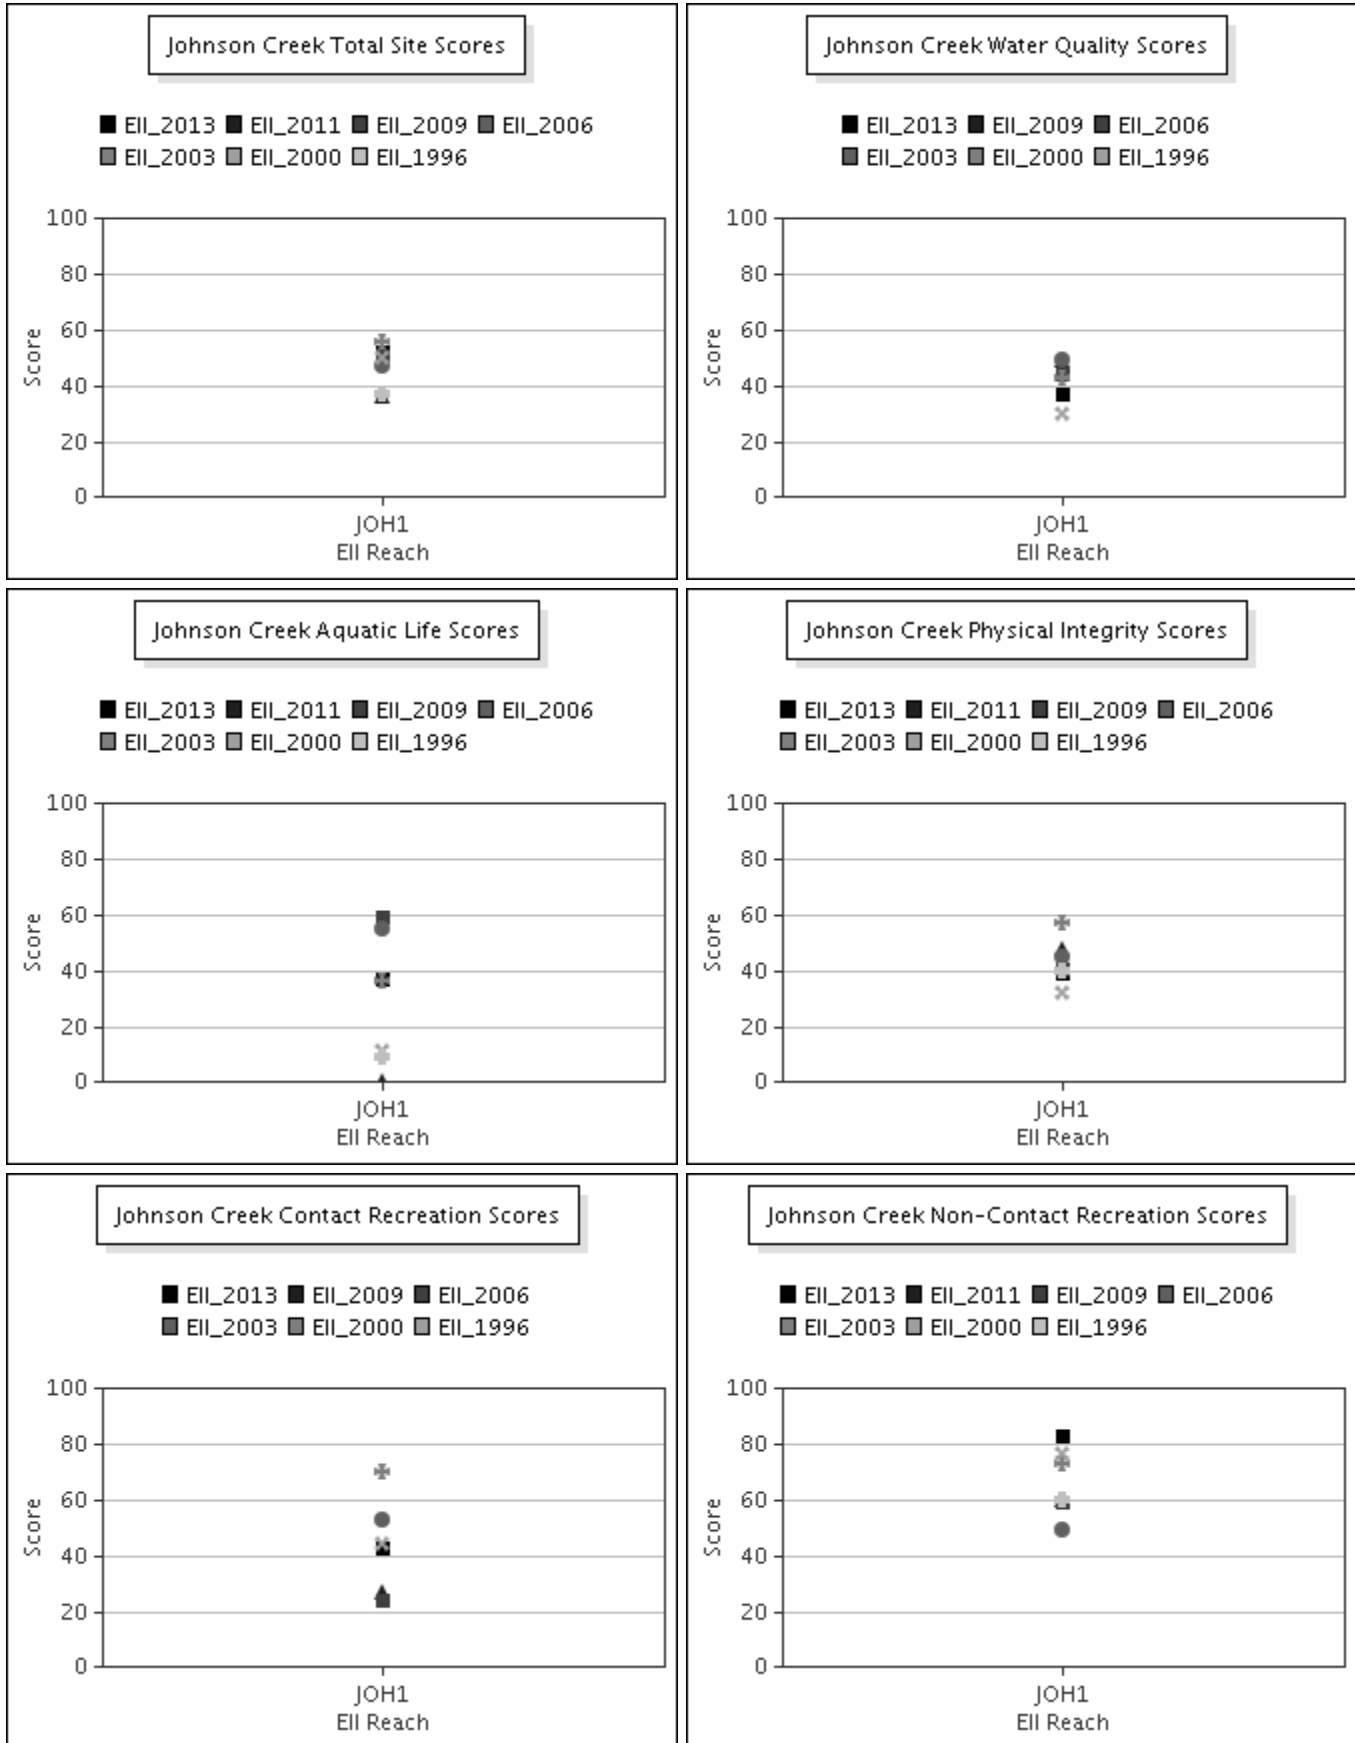 Johnson Creek Total Site Scores
EII_2013 EII_2011 EII_2009 EII_2006
EII_2003 EII_2000 EII_1996
100
80
60
40
20
0
Score
JOH1
EII Reach
Johnson Creek Water Quality Scores
EII_2013 EII_2009 EII_2006
EII_2003 EII_2000 EII_1996
100
80
60
40
20
0
Score
JOH1
EII Reach
Johnson Creek Aquatic Life Scores
EII_2013 EII_2011 EII_2009 EII_2006
EII_2003 EII_2000 EII_1996
100
80
60
40
20
0
Score
JOH1
EII Reach
Johnson Creek Physical Integrity Scores
EII_2013 EII_2011 EII_2009 EII_2006
EII_2003 EII_2000 EII_1996
100
80
60
40
20
0
Score
JOH1
EII Reach
Johnson Creek Contact Recreation Scores
EII_2013 EII_2009 EII_2006
EII_2003 EII_2000 EII_1996
100
80
60
40
20
0
Score
JOH1
EII Reach
Johnson Creek Non-Contact Recreation Scores
EII_2013 EII_2011 EII_2009 EII_2006
EII_2003 EII_2000 EII_1996
100
80
60
40
20
0
Score
JOH1
EII Reach